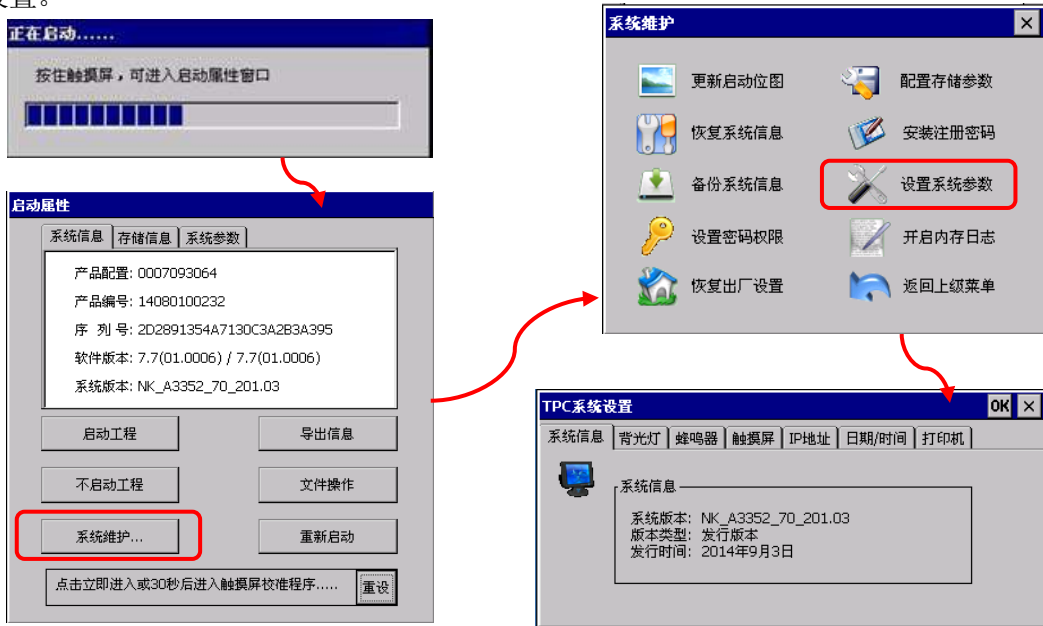 置。
正在启动......
按住触摸屏，可进入启动属性窗口
启动属性
系统信息 存储信息 系统参数
产品配置: 0007093064
产品编号: 14080100232
序 列 号: 2D2891354A7130C3A2B3A395
软件版本: 7.7(01.0006) / 7.7(01.0006)
系统版本: NK_A3352_70_201.03
启动工程 导出信息
不启动工程 文件操作
系统维护... 重新启动
点击立即进入或30秒后进入触摸屏校准程序..... 重设
系统维护
更新启动位图 配置存储参数
恢复系统信息 安装注册密码
备份系统信息 设置系统参数
设置密码权限 开启内存日志
恢复出厂设置 返回上级菜单
TPC系统设置 OK
系统信息 背光灯 蜂鸣器 触摸屏 IP地址 日期/时间 打印机
系统信息
系统版本: NK_A3352_70_201.03
版本类型: 发行版本
发行时间: 2014年9月3日